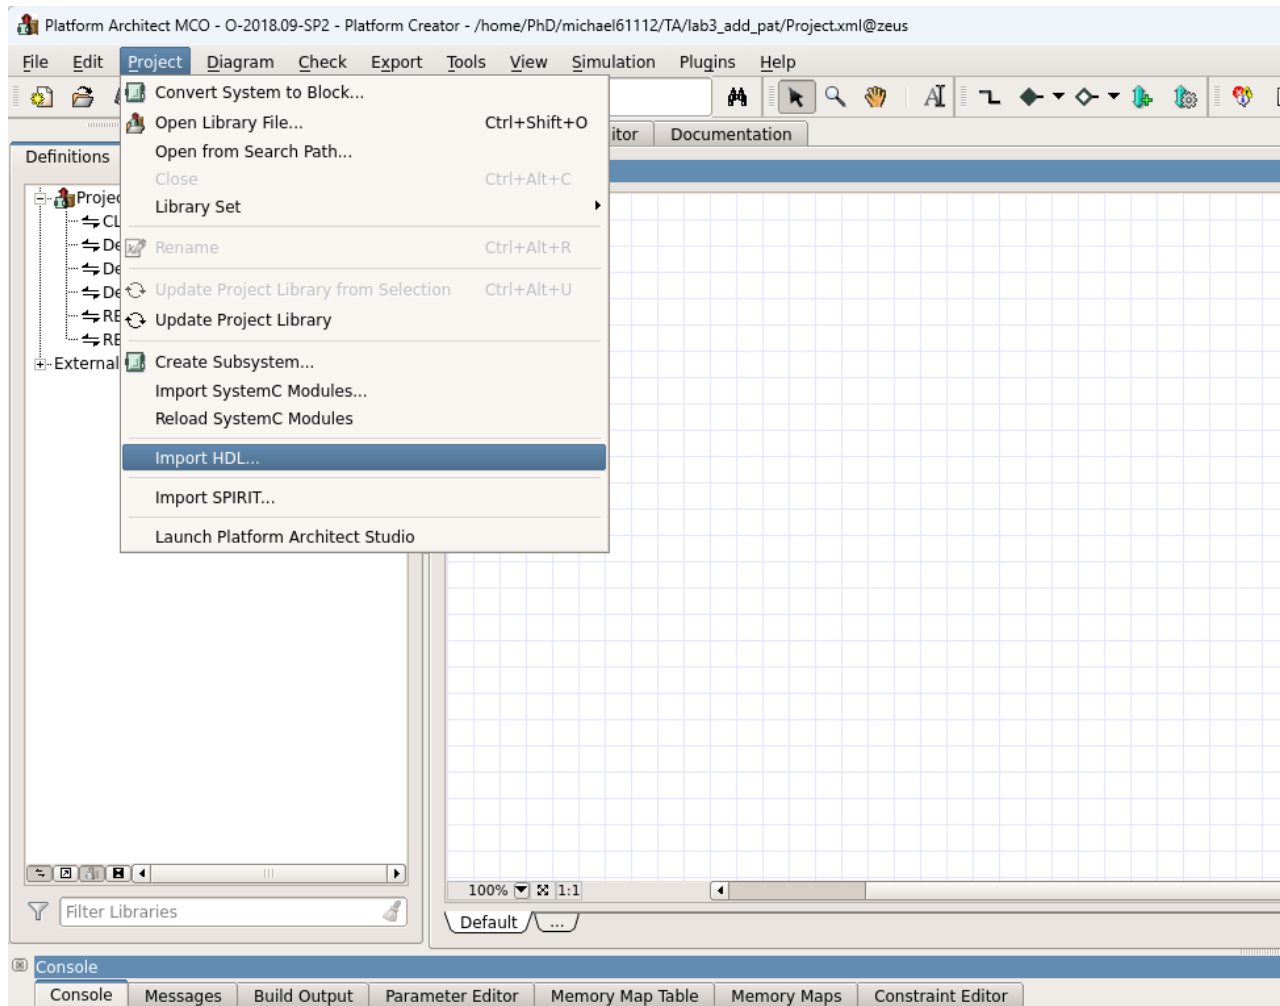 Platform Architect MCO - O-2018.09-SP2 - Platform Creator - /home/PhD/michael61112/TA/lab3_add_pat/Project.xml@zeus
File Edit Project Diagram Check Export Tools View Simulation Plugins Help
Convert System to Block...
Open Library File... Ctrl+Shift+O
Open from Search Path...
Close Ctrl+Alt+C
Library Set
Rename Ctrl+Alt+R
Update Project Library from Selection Ctrl+Alt+U
Update Project Library
Create Subsystem...
Import SystemC Modules...
Reload SystemC Modules
Import HDL...
Import SPIRIT...
Launch Platform Architect Studio
itor Documentation
Definitions
Projec
CL
De
De
De
RE
RE
External
100% 1:1
Filter Libraries
Default ...
Console
Console Messages Build Output Parameter Editor Memory Map Table Memory Maps Constraint Editor